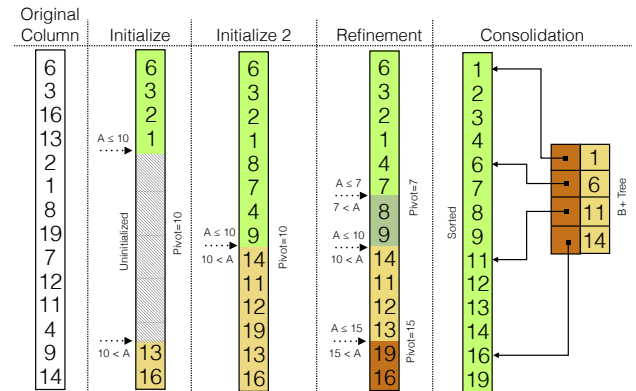 Original
Column
Initialize
Initialize 2
Refinement
Consolidation
6
3
16
13
2
1
8
19
7
12
11
4
9
14
6
3
2
1
A ≤ 10
Uninitialized
Pivot=10
10 < A
13
16
6
3
2
1
8
7
4
9
A ≤ 10
10 < A
Pivot=10
14
11
12
19
13
16
6
3
2
1
4
7
A ≤ 7
7 < A
Pivot=7
8
9
A ≤ 10
10 < A
14
11
12
13
A ≤ 15
15 < A
Pivot=15
19
16
Sorted
1
2
3
4
6
7
8
9
11
12
13
14
16
19
1
6
11
14
B+ Tree